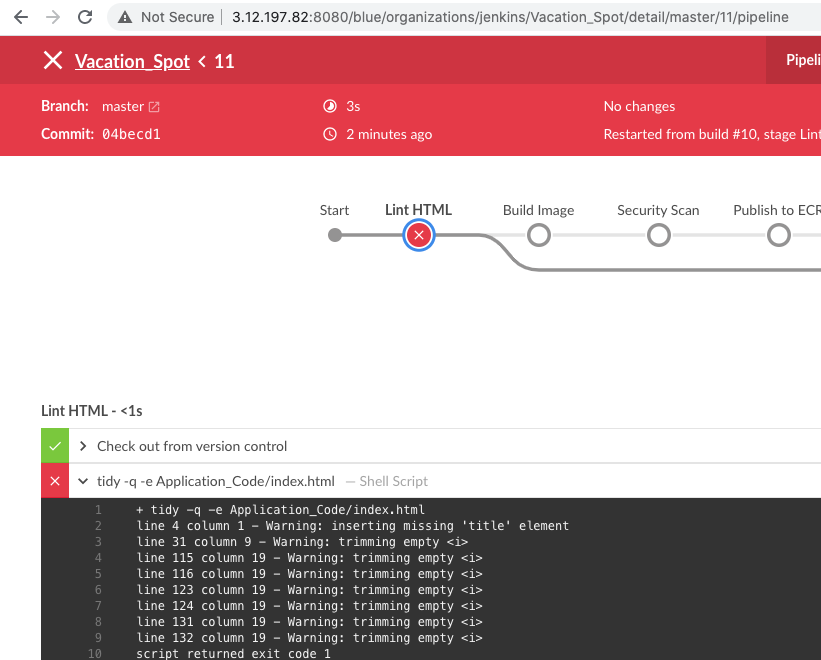 Not Secure | 3.12.197.82:8080/blue/organizations/jenkins/Vacation_Spot/detail/master/11/pipeline
Vacation_Spot < 11
Pipeli
Branch: master
3s
No changes
Commit: 04becd1
2 minutes ago
Restarted from build #10, stage Lint
Start
Lint HTML
Build Image
Security Scan
Publish to ECR
Lint HTML - <1s
Check out from version control
tidy -q -e Application_Code/index.html — Shell Script
1 + tidy -q -e Application_Code/index.html
2 line 4 column 1 - Warning: inserting missing 'title' element
3 line 31 column 9 - Warning: trimming empty <i>
4 line 115 column 19 - Warning: trimming empty <i>
5 line 116 column 19 - Warning: trimming empty <i>
6 line 123 column 19 - Warning: trimming empty <i>
7 line 124 column 19 - Warning: trimming empty <i>
8 line 131 column 19 - Warning: trimming empty <i>
9 line 132 column 19 - Warning: trimming empty <i>
10 script returned exit code 1